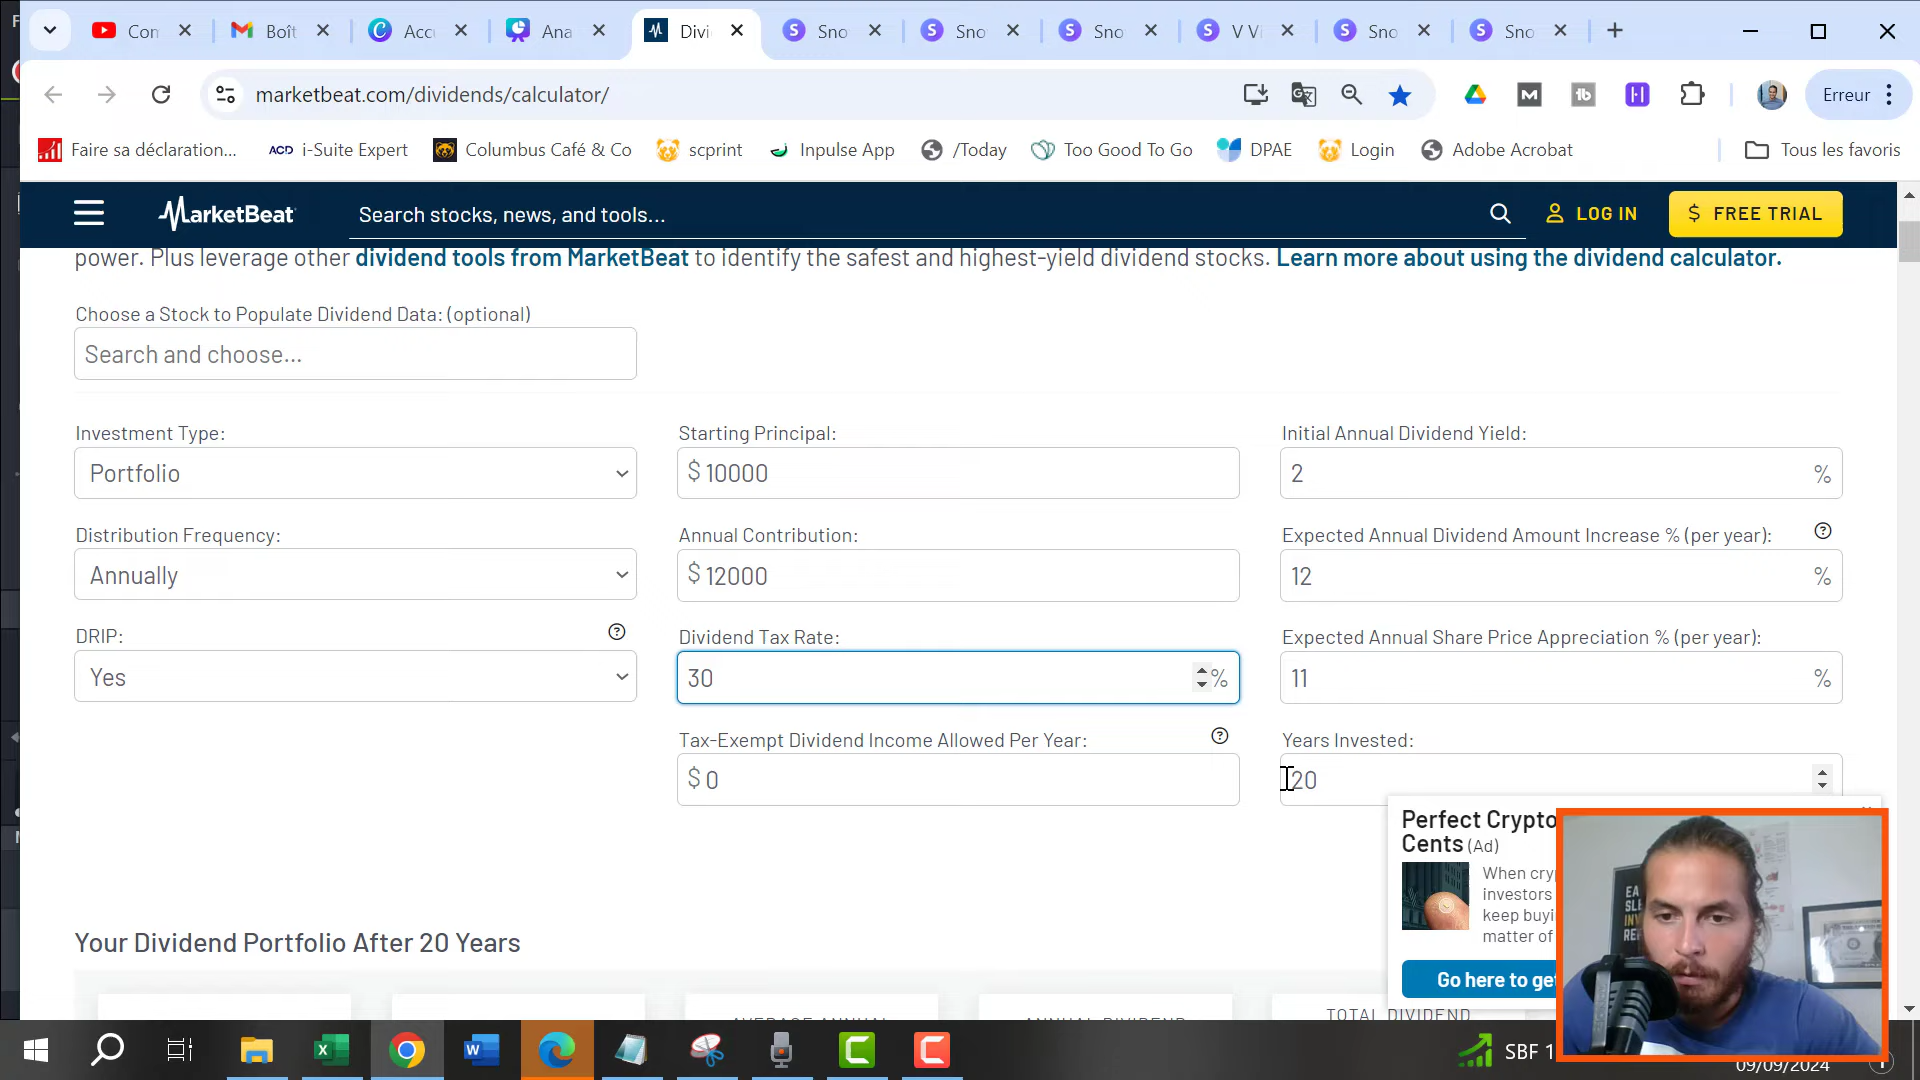 Con
Boît
Acc
Ana
Divi
Sno
Sno
Sno
V Vi
Sno
Sno
marketbeat.com/dividends/calculator/
Erreur
Faire sa déclaration...
ACD i-Suite Expert
Columbus Café & Co
scprint
Inpulse App
/Today
Too Good To Go
DPAE
Login
Adobe Acrobat
Tous les favoris
MarketBeat
Search stocks, news, and tools...
LOG IN
$ FREE TRIAL
power. Plus leverage other dividend tools from MarketBeat to identify the safest and highest-yield dividend stocks. Learn more about using the dividend calculator.
Choose a Stock to Populate Dividend Data: (optional)
Search and choose...
Investment Type:
Starting Principal:
Initial Annual Dividend Yield:
Portfolio
$ 10000
2 %
Distribution Frequency:
Annual Contribution:
Expected Annual Dividend Amount Increase % (per year):
Annually
$ 12000
12 %
DRIP:
Dividend Tax Rate:
Expected Annual Share Price Appreciation % (per year):
Yes
30 %
11 %
Tax-Exempt Dividend Income Allowed Per Year:
Years Invested:
$ 0
20
Perfect Crypto
Cents (Ad)
When cryp
investors
keep buyi
matter of
Go here to get
Your Dividend Portfolio After 20 Years
AVERAGE ANNUAL
ANNUAL DIVIDEND
TOTAL DIVIDEND
SBF 1
09/09/2024